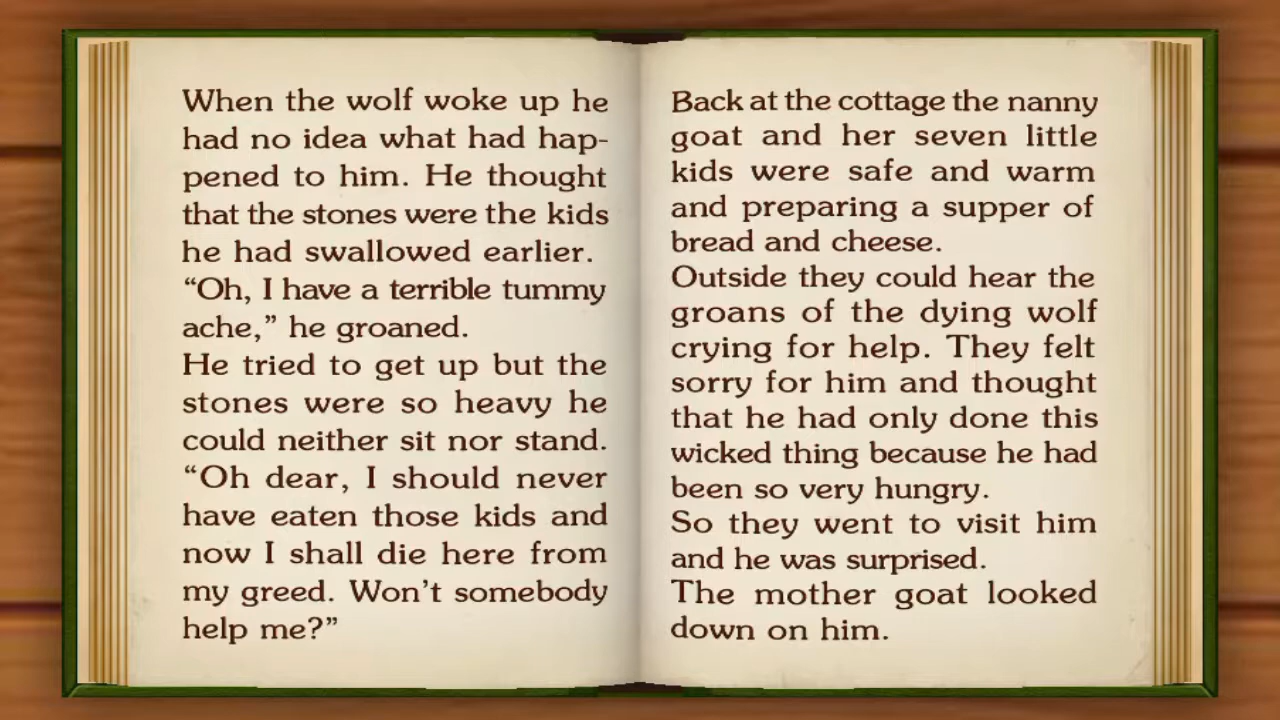 When the wolf woke up he
had no idea what had hap-
pened to him. He thought
that the stones were the kids
he had swallowed earlier.
“Oh, I have a terrible tummy
ache,” he groaned.
He tried to get up but the
stones were so heavy he
could neither sit nor stand.
“Oh dear, I should never
have eaten those kids and
now I shall die here from
my greed. Won’t somebody
help me?”
Back at the cottage the nanny
goat and her seven little
kids were safe and warm
and preparing a supper of
bread and cheese.
Outside they could hear the
groans of the dying wolf
crying for help. They felt
sorry for him and thought
that he had only done this
wicked thing because he had
been so very hungry.
So they went to visit him
and he was surprised.
The mother goat looked
down on him.